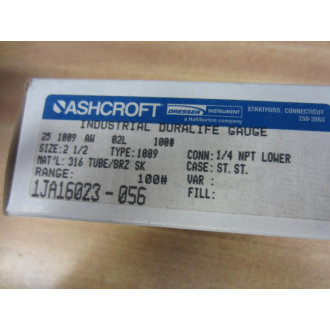 ASHCROFT DRESSER INSTRUMENT STRATFORD, CONNECTICUT
a Halliburton company
INDUSTRIAL DURALIFE GAUGE
25 1009 AW 02L 100#
SIZE: 2 1/2 TYPE: 1009 CONN: 1/4 NPT LOWER
MAT'L: 316 TUBE/BRZ SK CASE: ST.ST.
RANGE: 100# VAR :
1JA16023-056 FILL: